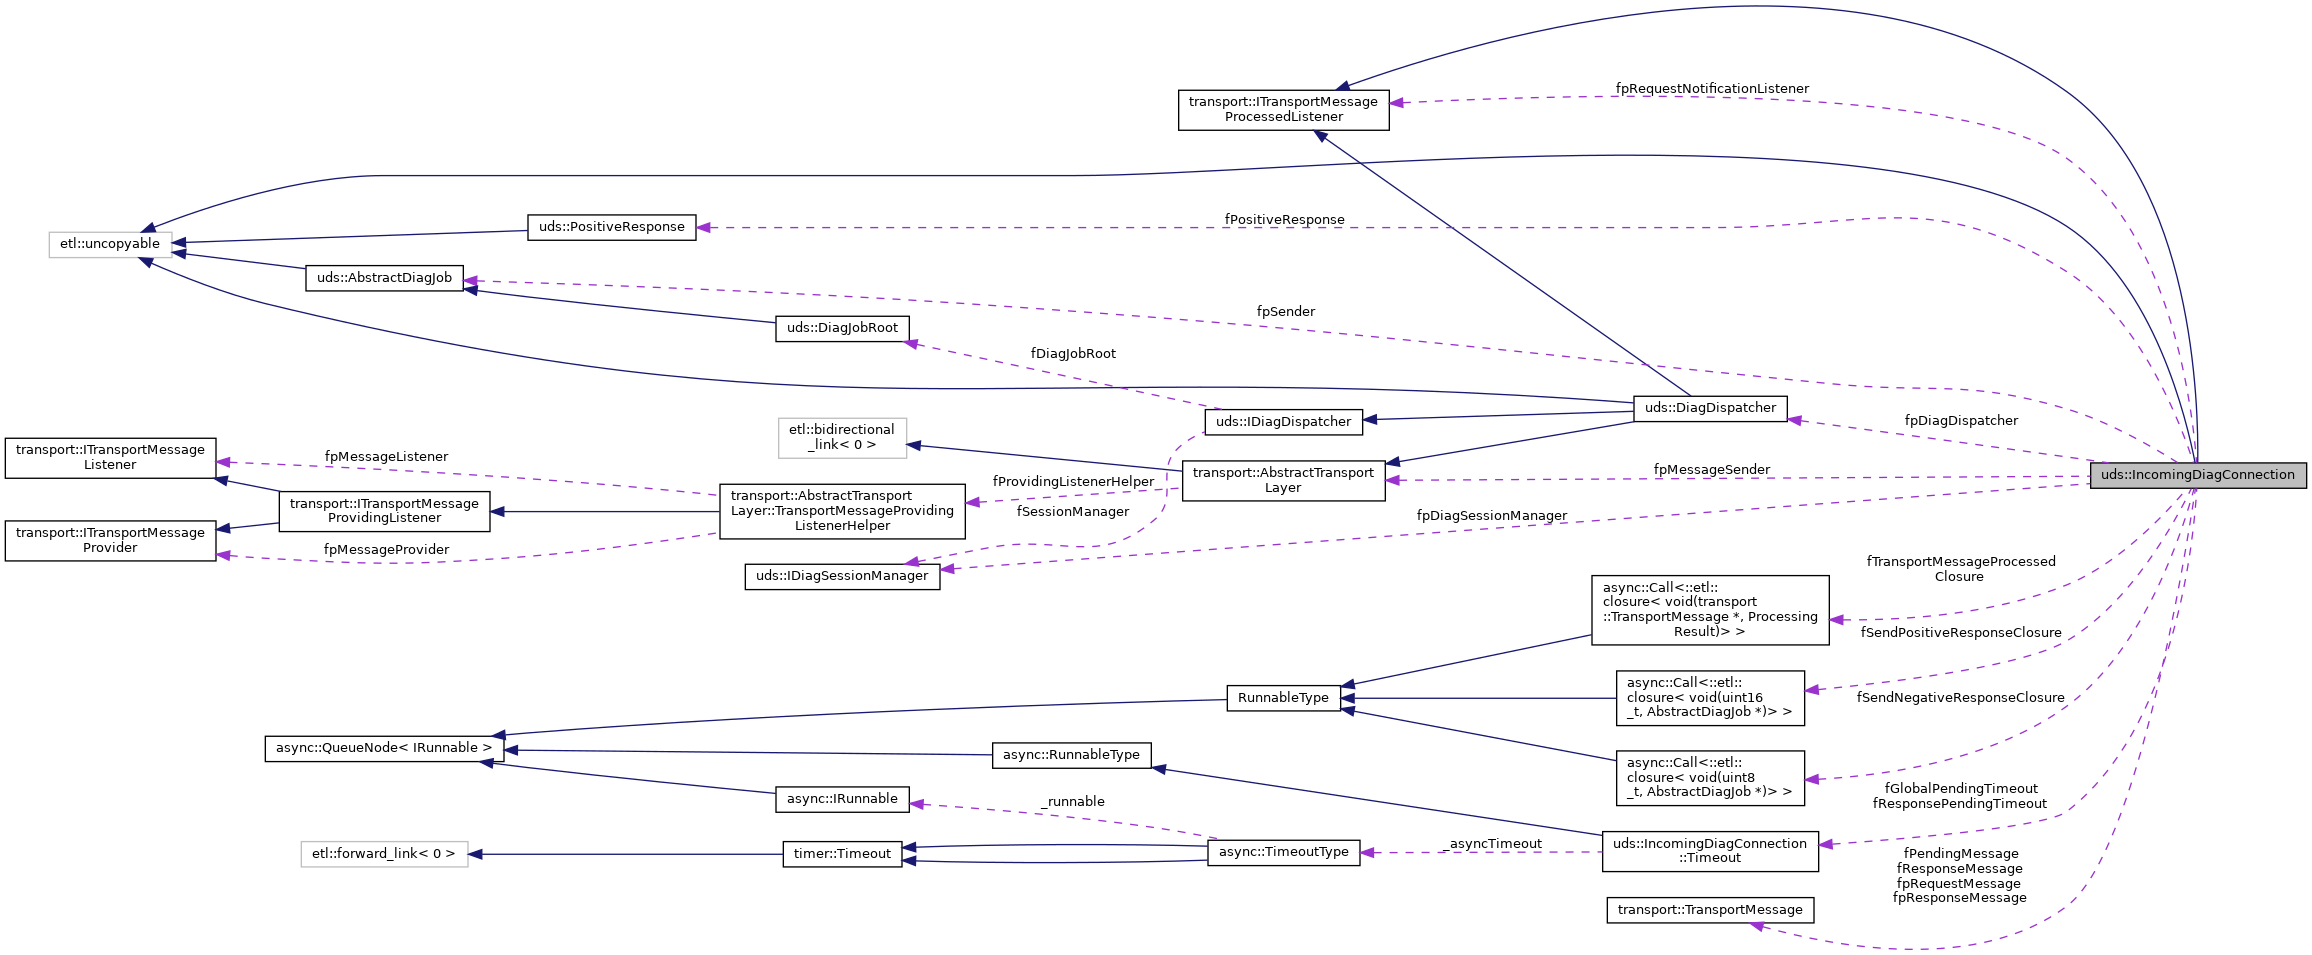 transport::ITransportMessage
ProcessedListener
fpRequestNotificationListener
uds::PositiveResponse
fPositiveResponse
etl::uncopyable
uds::AbstractDiagJob
fpSender
uds::DiagJobRoot
fDiagJobRoot
uds::DiagDispatcher
uds::IDiagDispatcher
fpDiagDispatcher
etl::bidirectional
_link< 0 >
transport::ITransportMessage
Listener
fpMessageListener
transport::AbstractTransport
Layer
fpMessageSender
uds::IncomingDiagConnection
fProvidingListenerHelper
transport::ITransportMessage
ProvidingListener
transport::AbstractTransport
Layer::TransportMessageProviding
ListenerHelper
fSessionManager
fpDiagSessionManager
transport::ITransportMessage
Provider
fpMessageProvider
uds::IDiagSessionManager
fTransportMessageProcessed
Closure
async::Call<::etl::
closure< void(transport
::TransportMessage *, Processing
Result)> >
fSendPositiveResponseClosure
async::Call<::etl::
closure< void(uint16
_t, AbstractDiagJob *)> >
RunnableType
fSendNegativeResponseClosure
async::QueueNode< IRunnable >
async::RunnableType
async::Call<::etl::
closure< void(uint8
_t, AbstractDiagJob *)> >
async::IRunnable
_runnable
fGlobalPendingTimeout
fResponsePendingTimeout
etl::forward_link< 0 >
timer::Timeout
async::TimeoutType
_asyncTimeout
uds::IncomingDiagConnection
::Timeout
fPendingMessage
fResponseMessage
fpRequestMessage
fpResponseMessage
transport::TransportMessage